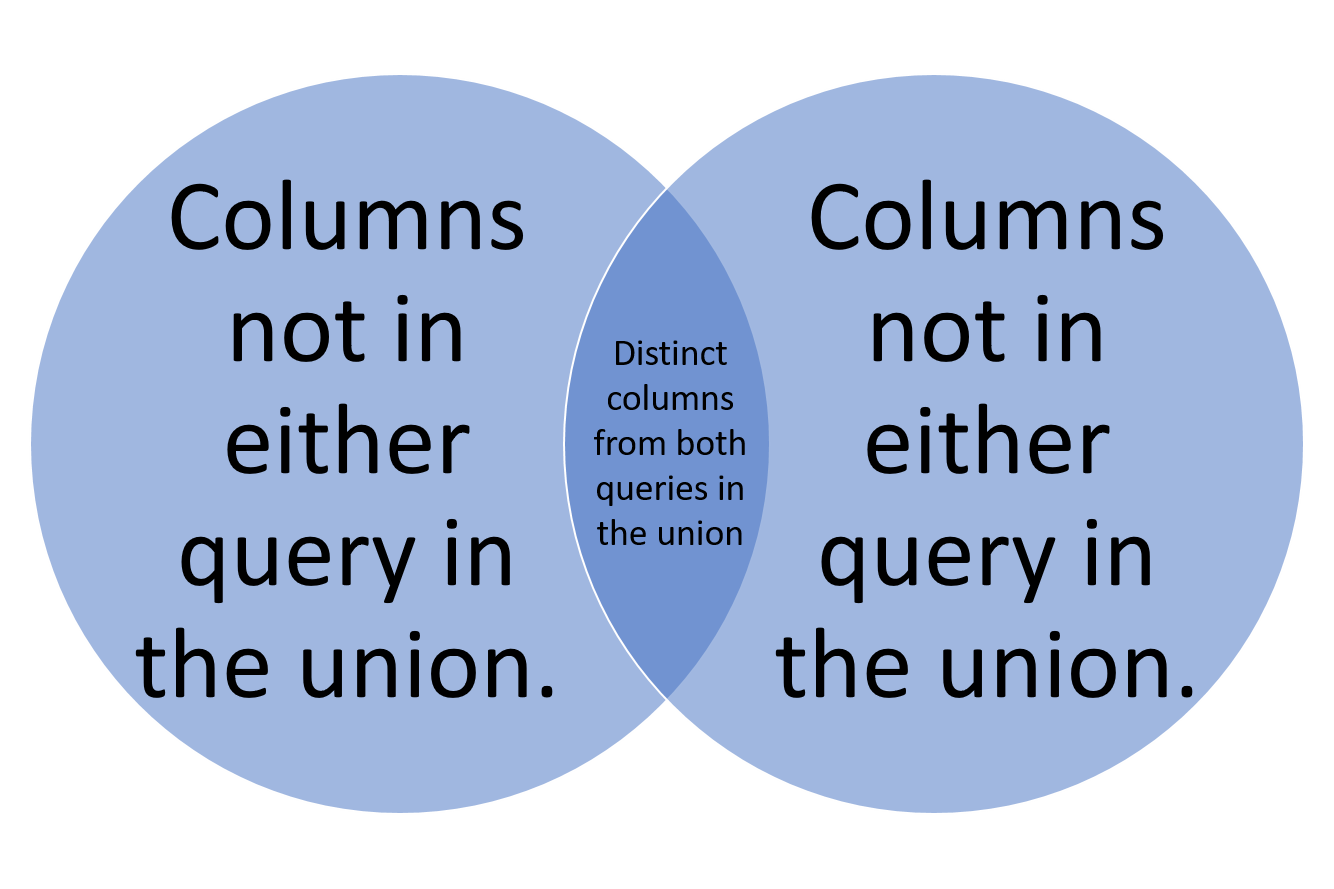 Columns
not in
either
query in
the union.
Distinct
columns
from both
queries in
the union
Columns
not in
either
query in
the union.